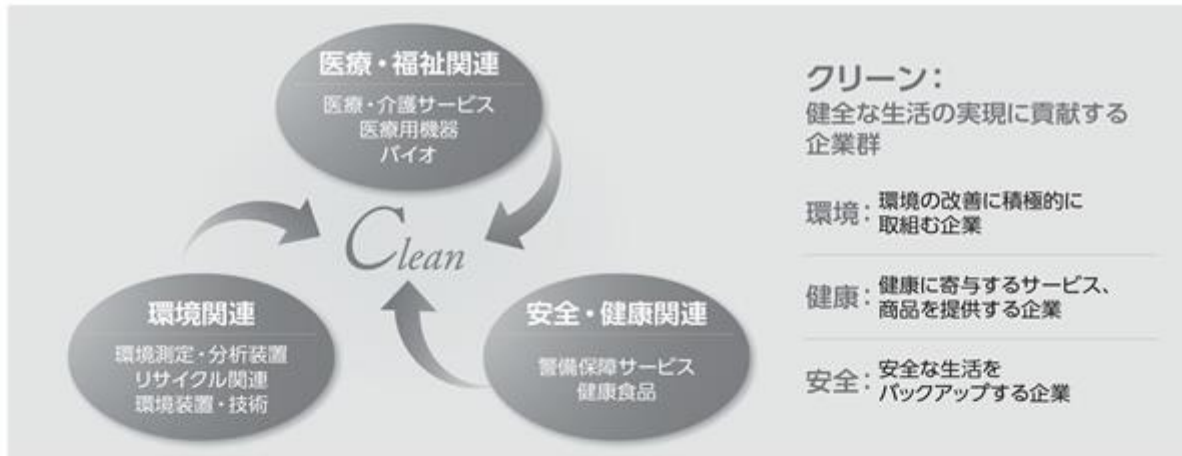 医療・福祉関連
医療・介護サービス
医療用機器
バイオ
Clean
環境関連
環境測定・分析装置
リサイクル関連
環境装置・技術
安全・健康関連
警備保障サービス
健康食品
クリーン：
健全な生活の実現に貢献する
企業群
環境：環境の改善に積極的に
取組む企業
健康：健康に寄与するサービス、
商品を提供する企業
安全：安全な生活を
バックアップする企業